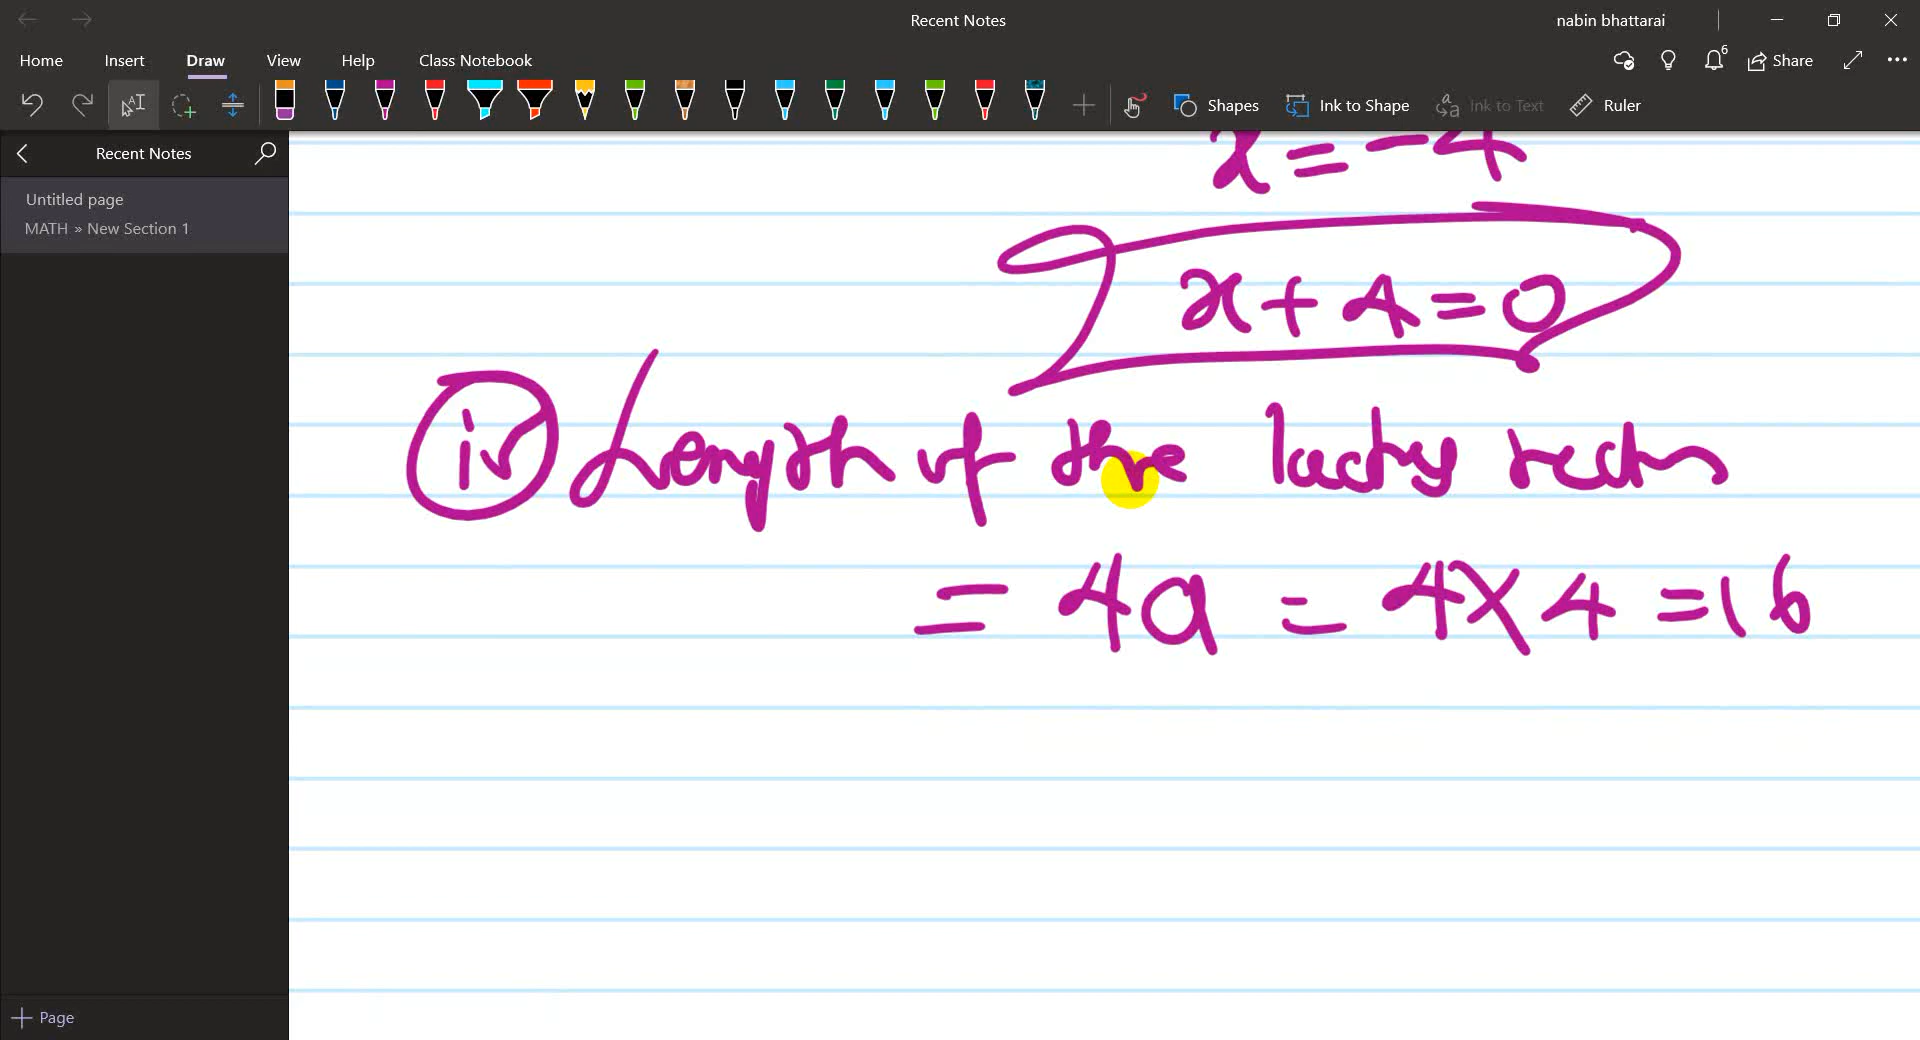 Recent Notes
nabin bhattarai
Home Insert Draw View Help Class Notebook
6
Share
Shapes
Ink to Shape
Ink to Text
Ruler
Recent Notes
Untitled page
MATH » New Section 1
x = -4
x + 4 = 0
iv Length of the
= 4a = 4 × 4 = 16
+ Page